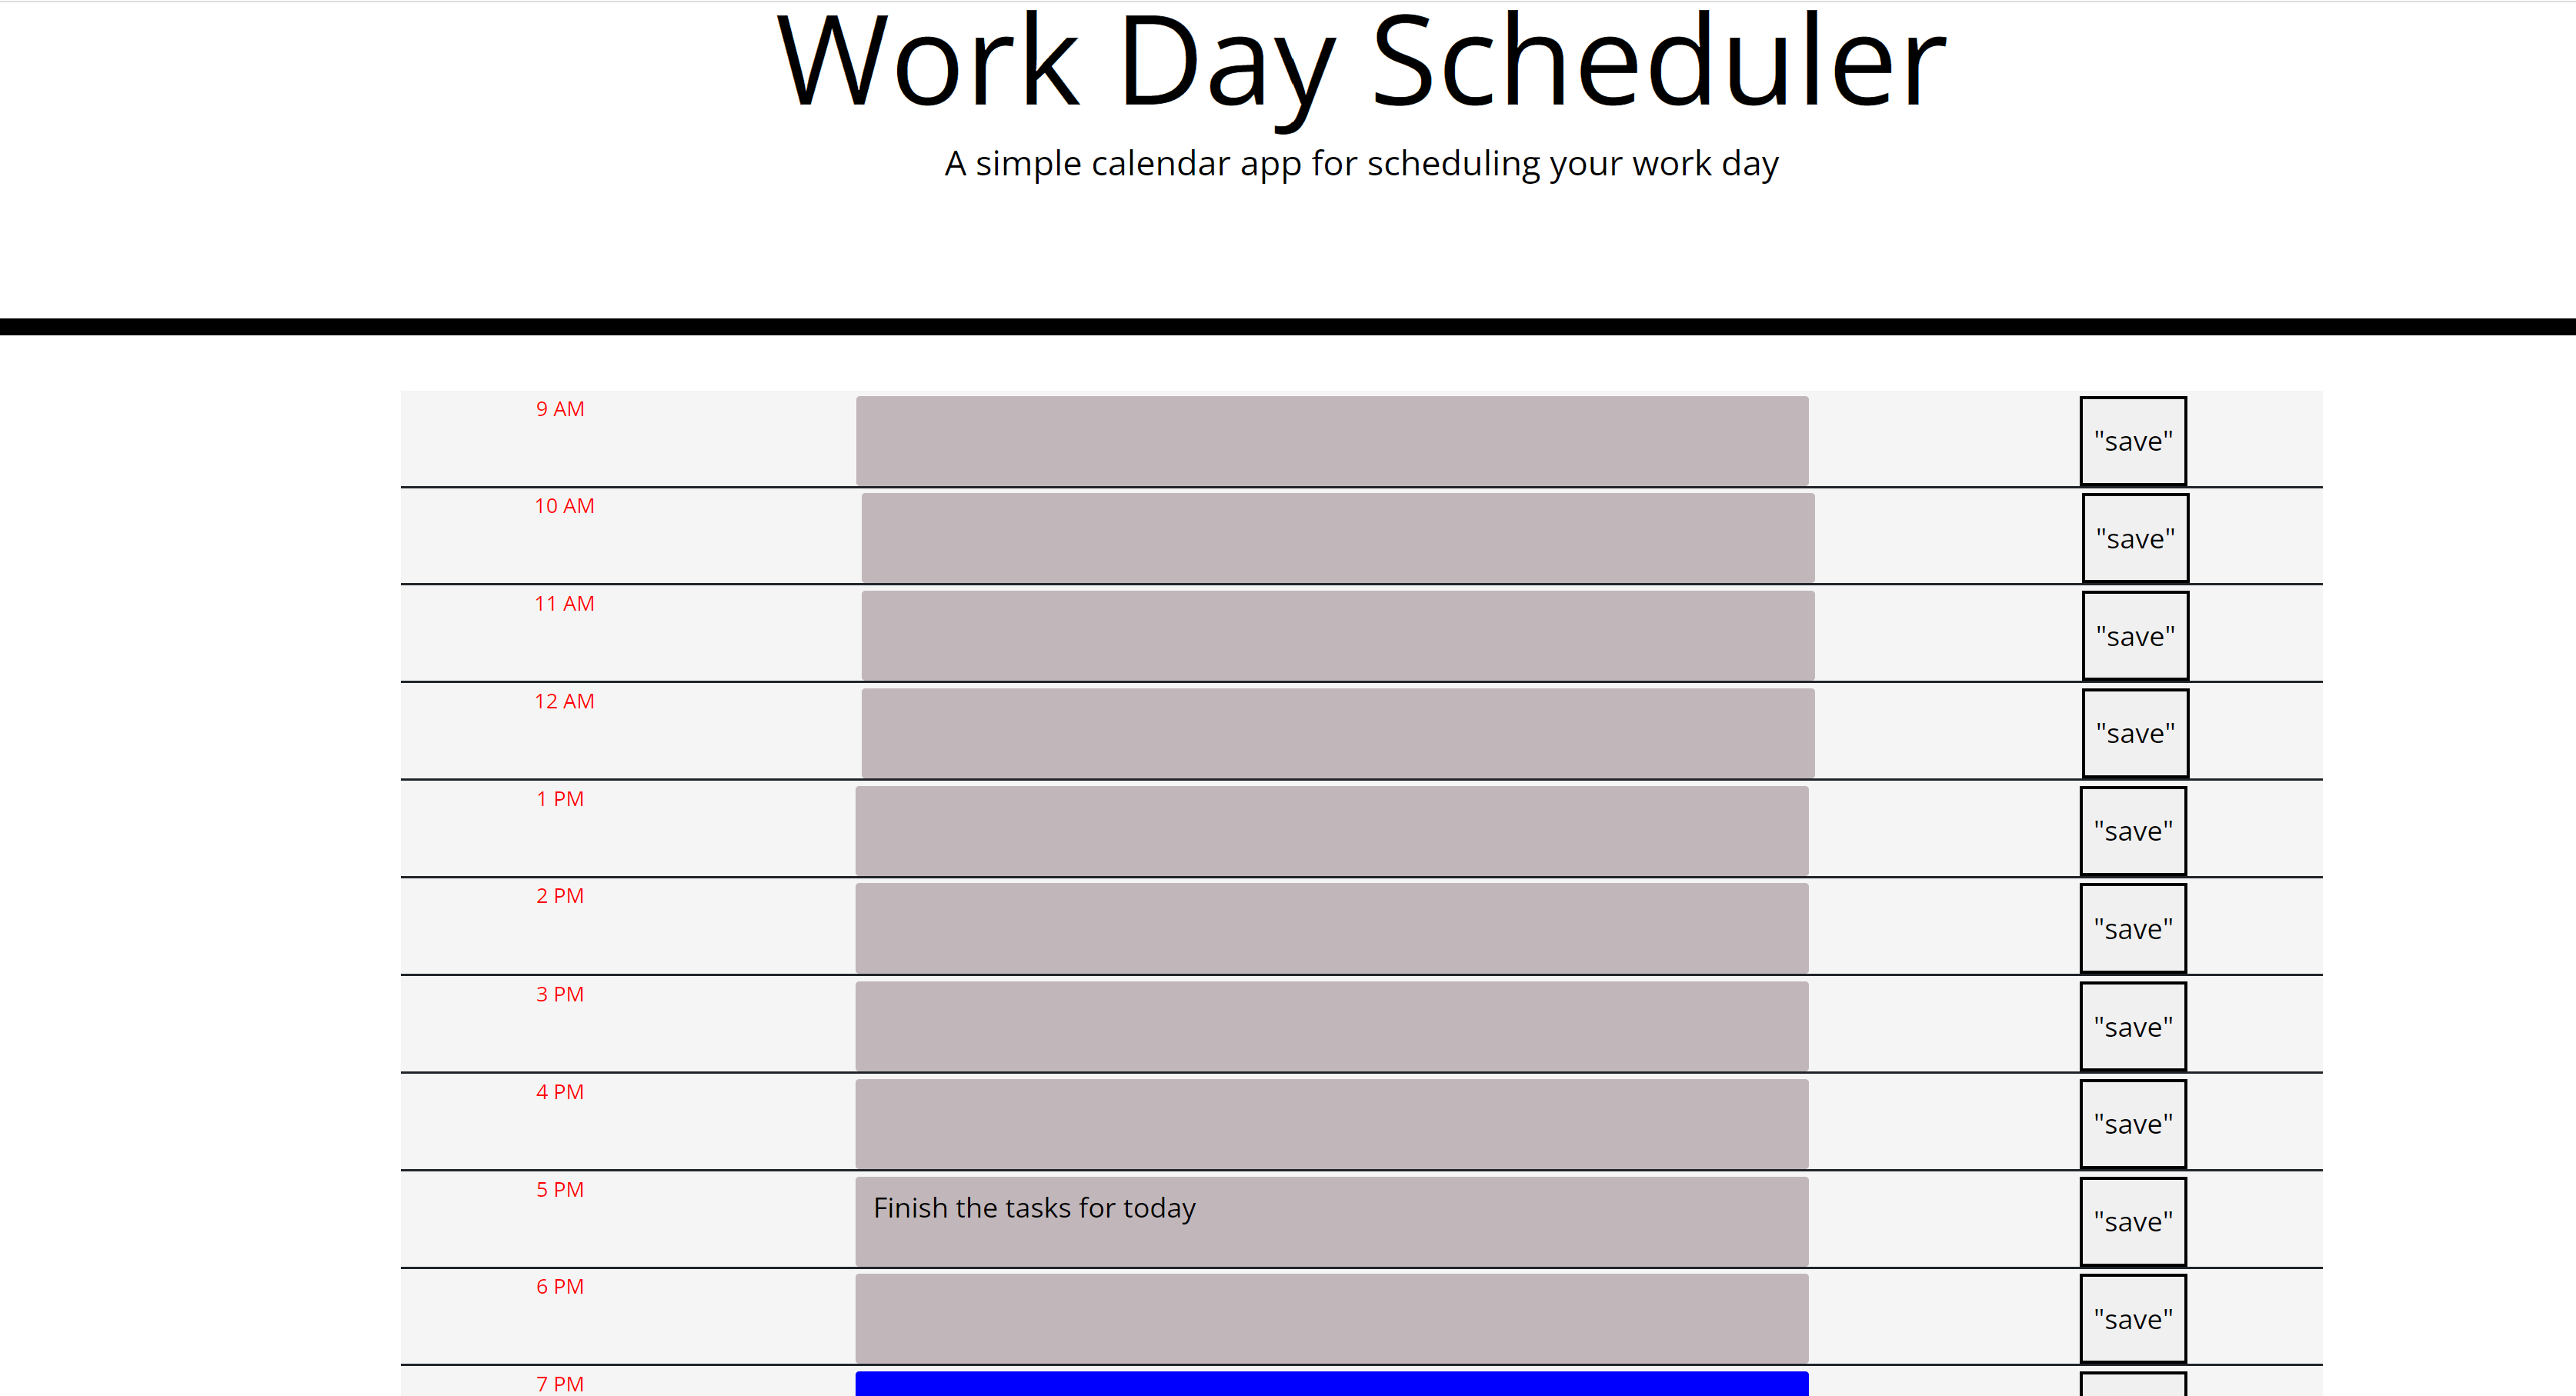 Work Day Scheduler
A simple calendar app for scheduling your work day
9 AM
"save"
10 AM
"save"
11 AM
"save"
12 AM
"save"
1 PM
"save"
2 PM
"save"
3 PM
"save"
4 PM
"save"
5 PM
Finish the tasks for today
"save"
6 PM
"save"
7 PM